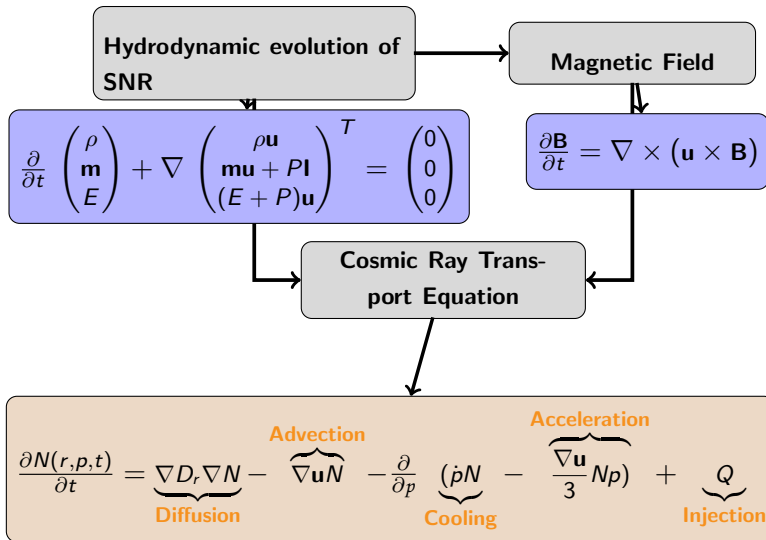 Hydrodynamic evolution of
SNR
Magnetic Field
∂/∂t (ρ m E) + ∇ (ρu mu + PI (E + P)u)^T = (0 0 0)
∂B/∂t = ∇ × (u × B)
Cosmic Ray Trans-
port Equation
Acceleration
Advection
∂N(r,p,t)/∂t = ∇D_r∇N − ∇uN − ∂/∂p (ṗN − ∇u/3 Np) + Q
Diffusion Cooling Injection